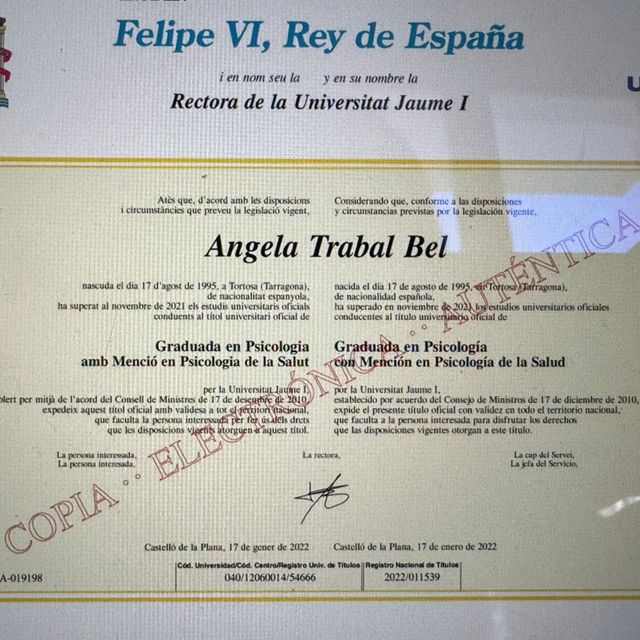 Felipe VI, Rey de España
i en nom seu la y en su nombre la
Rectora de la Universitat Jaume I
Atès que, d'acord amb les disposicions
i circumstàncies que preveu la legislació vigent,
Considerando que, conforme a las disposiciones
y circunstancias previstas por la legislación vigente,
Angela Trabal Bel
nascuda el dia 17 d'agost de 1995, a Tortosa (Tarragona),
de nacionalitat espanyola,
ha superat al novembre de 2021 els estudis universitaris oficials
conduents al títol universitari oficial de
nacida el día 17 de agosto de 1995, en Tortosa (Tarragona),
de nacionalidad española,
ha superado en noviembre de 2021 los estudios universitarios oficiales
conducentes al título universitario oficial de
Graduada en Psicologia
amb Menció en Psicologia de la Salut
Graduada en Psicología
con Mención en Psicología de la Salud
per la Universitat Jaume I,
per mitjà de l'acord del Consell de Ministres de 17 de desembre de 2010,
expedeix aquest títol oficial amb validesa a tot el territori nacional,
que faculta la persona interessada per fer ús dels drets
que les disposicions vigents atorguen a aquest títol.
por la Universitat Jaume I,
establecido por acuerdo del Consejo de Ministros de 17 de diciembre de 2010,
expide el presente título oficial con validez en todo el territorio nacional,
que faculta a la persona interesada para disfrutar los derechos
que las disposiciones vigentes otorgan a este título.
La persona interessada,
La persona interesada,
La rectora,
La cap del Servei,
La jefa del Servicio,
COPIA ·· ELECTRÓNICA ·· AUTÉNTICA
Castelló de la Plana, 17 de gener de 2022 Castelló de la Plana, 17 de enero de 2022
Cód. Universidad/Cód. Centro/Registro Univ. de Títulos Registro Nacional de Títulos
A-019198 040/12060014/54666 2022/011539